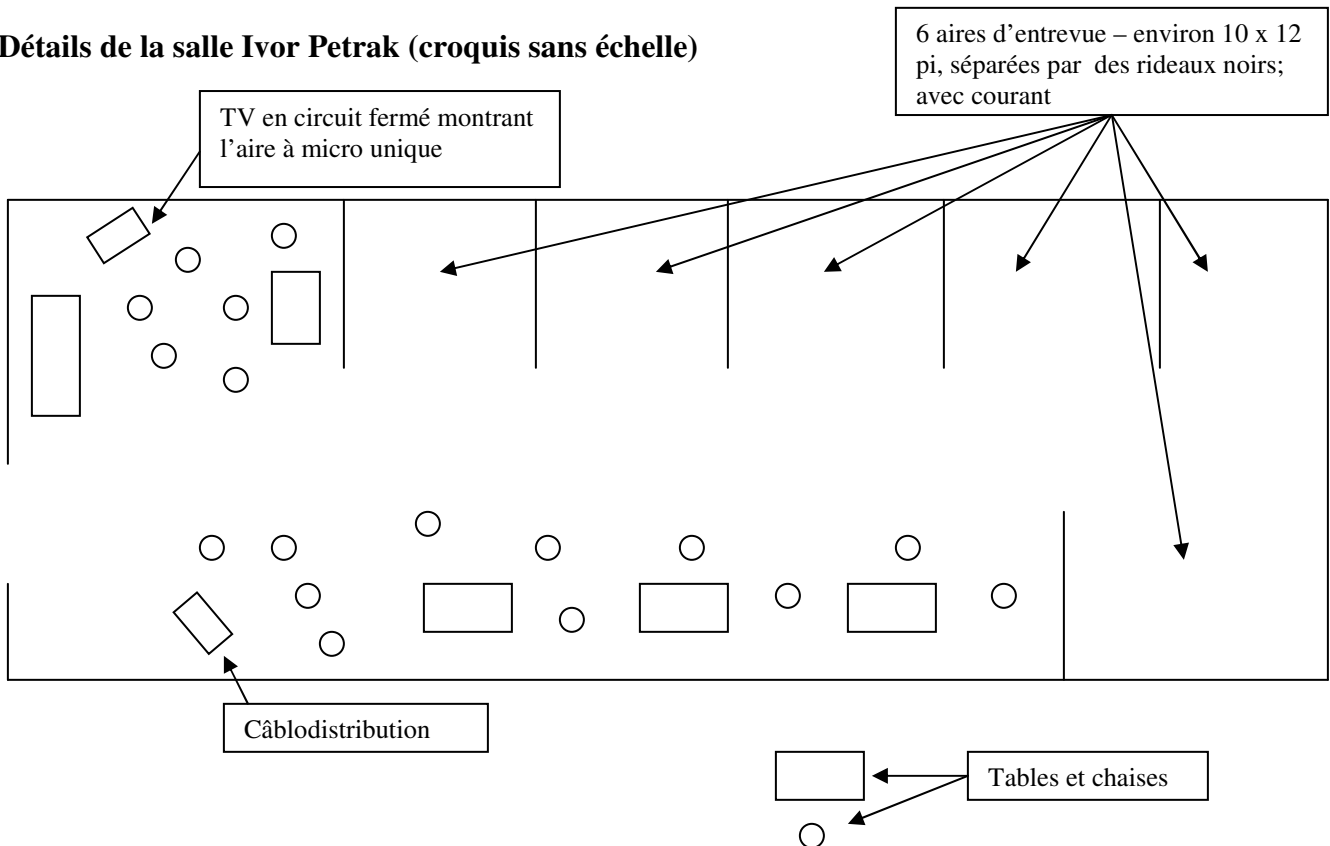 Détails de la salle Ivor Petrak (croquis sans échelle)
6 aires d’entrevue – environ 10 x 12
pi, séparées par des rideaux noirs;
avec courant
TV en circuit fermé montrant
l’aire à micro unique
Câblodistribution
Tables et chaises